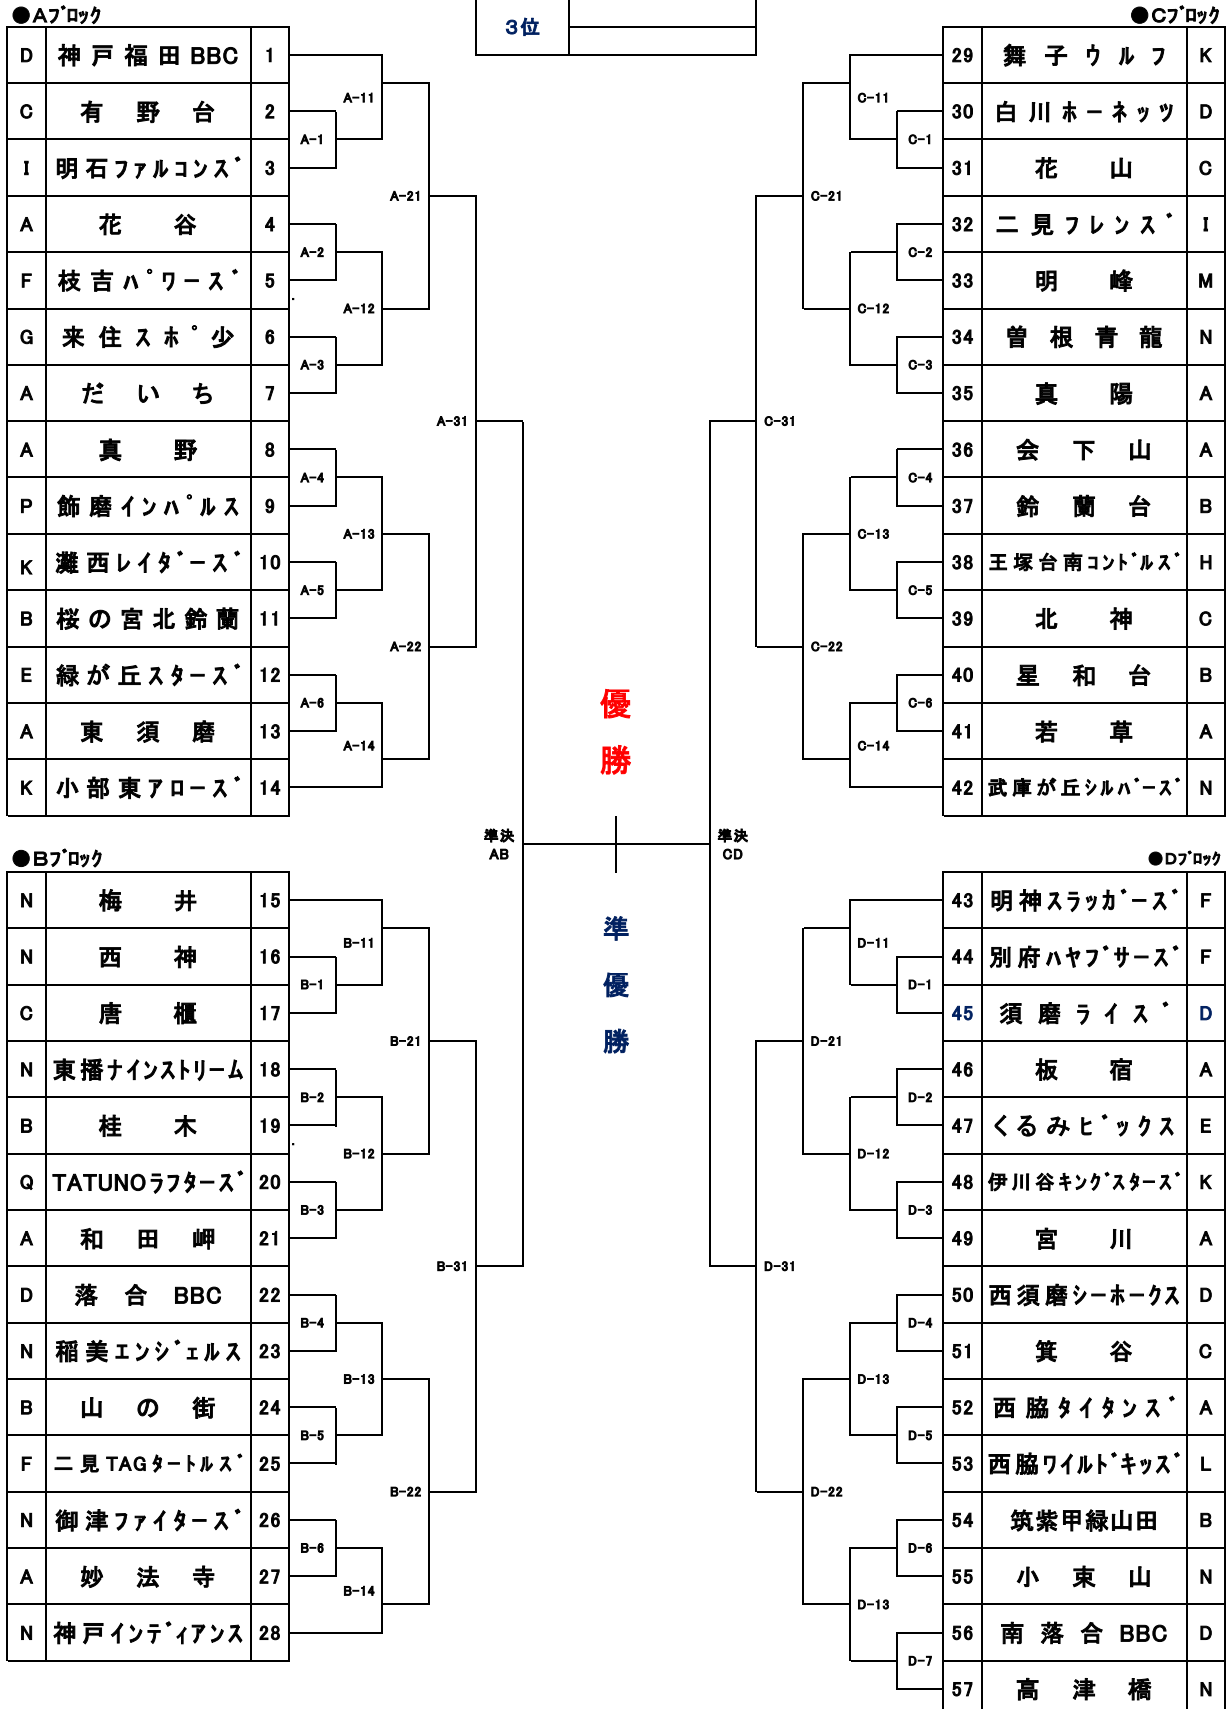 ●Aブロック
3位
●Cブロック
D 神戸福田BBC 1
C 有野台 2
I 明石ファルコンズ 3
A 花谷 4
F 枝吉パワーズ 5
G 来住スポ少 6
A だいち 7
A 真野 8
P 飾磨インパルス 9
K 灘西レイダーズ 10
B 桜の宮北鈴蘭 11
E 緑が丘スターズ 12
A 東須磨 13
K 小部東アローズ 14
A-11
A-1
A-21
A-2
A-12
A-3
A-31
A-4
A-13
A-5
A-22
A-6
A-14
29 舞子ウルフ K
30 白川ホーネッツ D
31 花山 C
32 二見フレンズ I
33 明峰 M
34 曽根青龍 N
35 真陽 A
36 会下山 A
37 鈴蘭台 B
38 王塚台南コンドルズ H
39 北神 C
40 星和台 B
41 若草 A
42 武庫が丘シルバーズ N
C-11
C-1
C-21
C-2
C-12
C-3
C-31
C-4
C-13
C-5
C-22
C-6
C-14
優勝
準決
AB
準決
CD
準優勝
●Bブロック
N 梅井 15
N 西神 16
C 唐櫃 17
N 東播ナインストリーム 18
B 桂木 19
Q TATUNOラフターズ 20
A 和田岬 21
D 落合BBC 22
N 稲美エンジェルス 23
B 山の街 24
F 二見TAGタートルズ 25
N 御津ファイターズ 26
A 妙法寺 27
N 神戸インディアンス 28
B-11
B-1
B-21
B-2
B-12
B-3
B-31
B-4
B-13
B-5
B-22
B-6
B-14
●Dブロック
43 明神スラッガーズ F
44 別府ハヤブサーズ F
45 須磨ライズ D
46 板宿 A
47 くるみビックス E
48 伊川谷キングスターズ K
49 宮川 A
50 西須磨シーホークス D
51 箕谷 C
52 西脇タイタンズ A
53 西脇ワイルドキッズ L
54 筑紫甲緑山田 B
55 小束山 N
56 南落合BBC D
57 高津橋 N
D-11
D-1
D-21
D-2
D-12
D-3
D-31
D-4
D-13
D-5
D-22
D-6
D-13
D-7